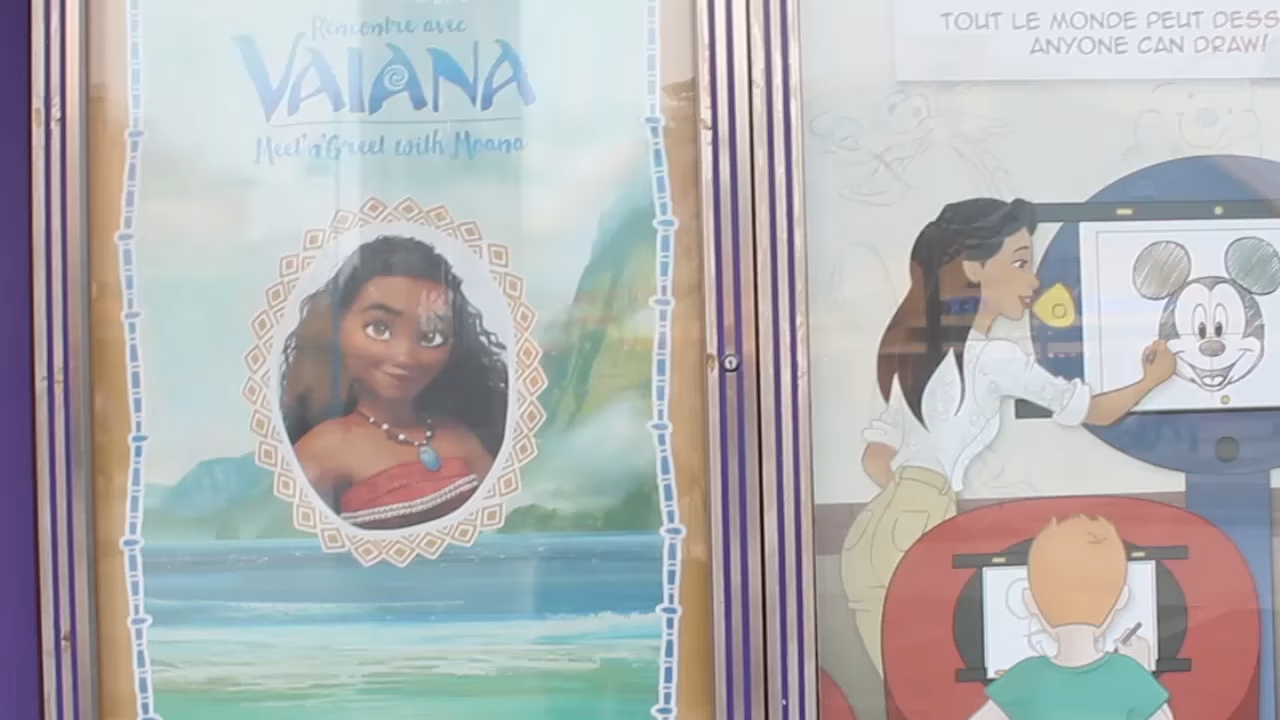 Rencontre avec
VAIANA
Meet'n'Greet with Moana
TOUT LE MONDE PEUT DESS
ANYONE CAN DRAW!